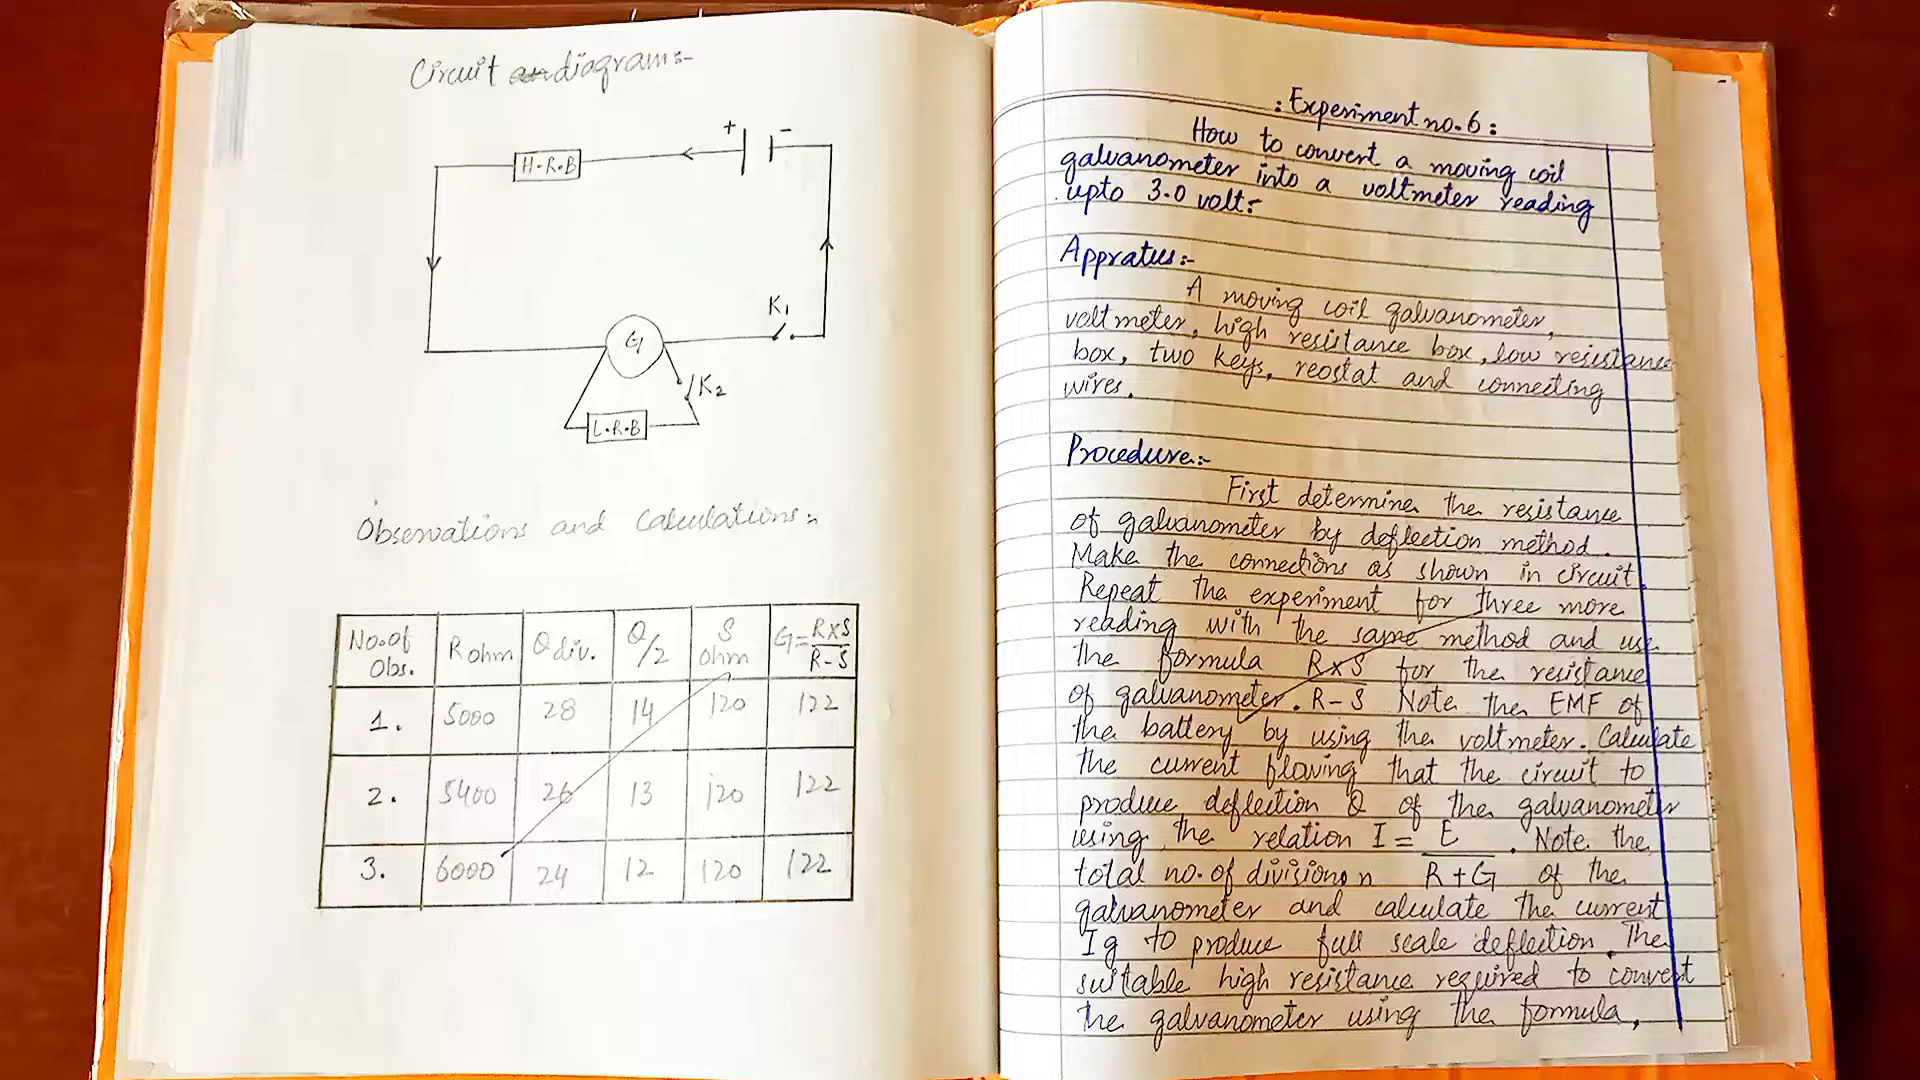 Circuit diagram:-
+ -
H.R.B
K1
G
K2
L.R.B
Observations and Calculations:-
No. of Obs. | R ohm | Q div. | Q/2 | S ohm | G = RxS / R-S
1. | 5000 | 28 | 14 | 120 | 122
2. | 5400 | 26 | 13 | 120 | 122
3. | 6000 | 24 | 12 | 120 | 122
: Experiment no. 6 :
How to convert a moving coil
galvanometer into a voltmeter reading
upto 3.0 volt:-
Appratus:-
A moving coil galvanometer,
voltmeter, high resistance box, low resistance
box, two keys, reostat and connecting
wires.
Procedure:-
First determine the resistance
of galvanometer by deflection method.
Make the connections as shown in circuit.
Repeat the experiment for three more
reading with the same method and use
the formula RxS / R-S for the resistance
of galvanometer. Note the EMF of
the battery by using the voltmeter. Calculate
the current flowing that the circuit to
produce deflection Q of the galvanometer
using the relation I = E / R+G. Note the
total no. of division n of the
galvanometer and calculate the current
Ig to produce full scale deflection. The
suitable high resistance required to convert
the galvanometer using the formula,